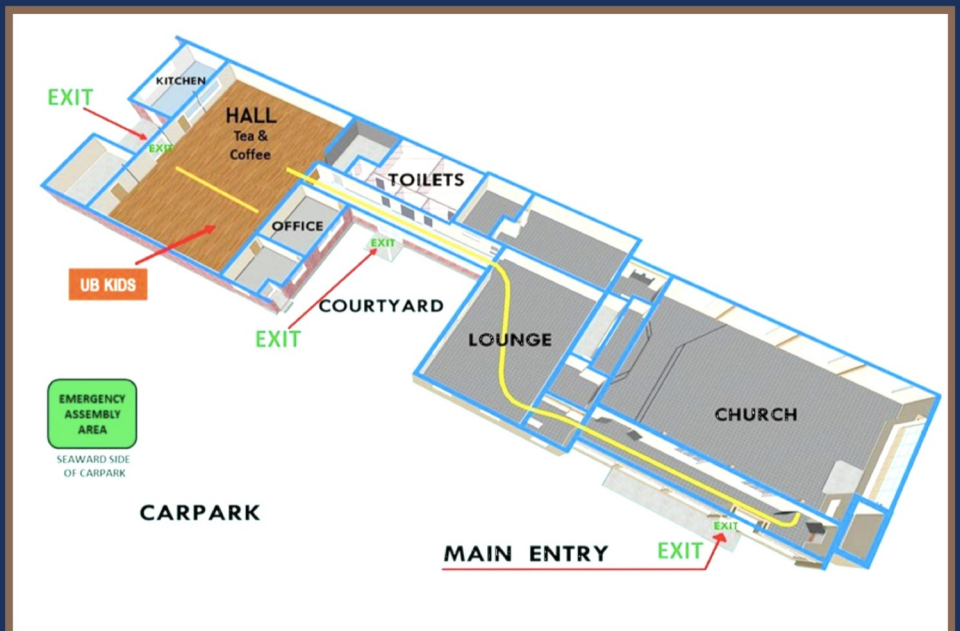 KITCHEN
EXIT
EXIT
HALL
Tea &
Coffee
TOILETS
OFFICE
EXIT
UB KIDS
COURTYARD
EXIT
LOUNGE
EMERGENCY
ASSEMBLY
AREA
SEAWARD SIDE
OF CARPARK
CHURCH
CARPARK
EXIT
MAIN ENTRY
EXIT